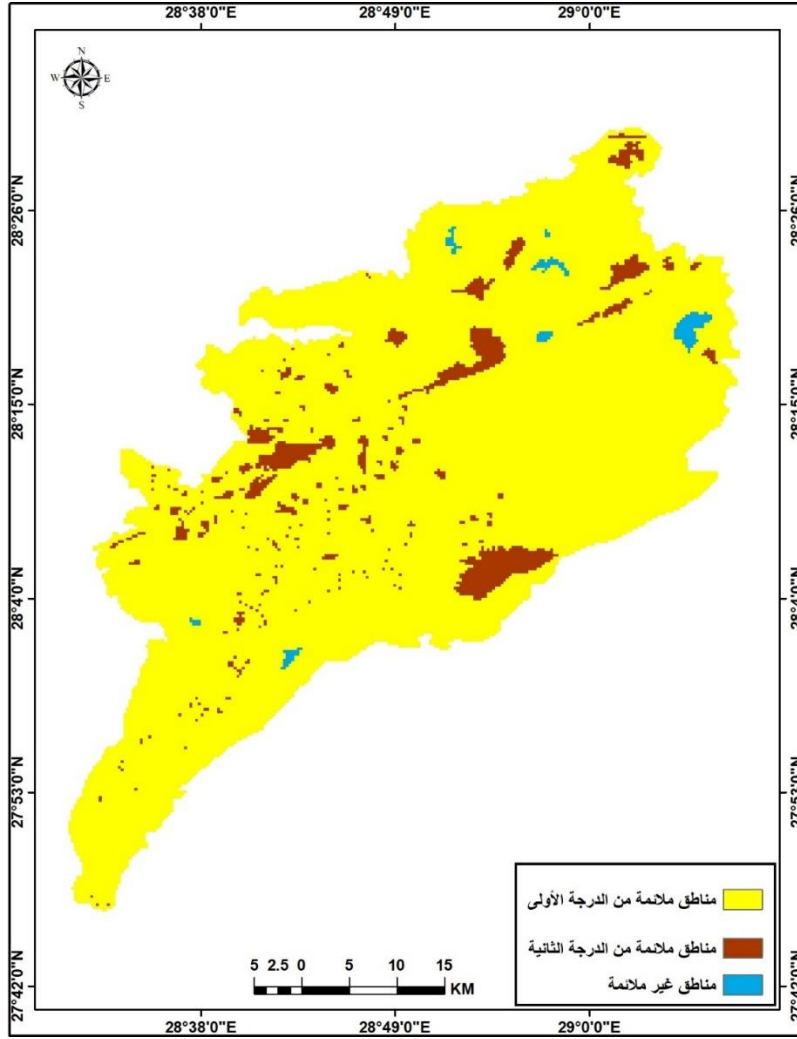 28°38'0"E 28°49'0"E 29°0'0"E
N
W E
S
28°26'0"N 28°26'0"N
28°15'0"N 28°15'0"N
28°4'0"N 28°4'0"N
27°53'0"N 27°53'0"N
مناطق ملائمة من الدرجة الأولى
مناطق ملائمة من الدرجة الثانية
مناطق غير ملائمة
5 2.5 0 5 10 15
KM
27°42'0"N 27°42'0"N
28°38'0"E 28°49'0"E 29°0'0"E